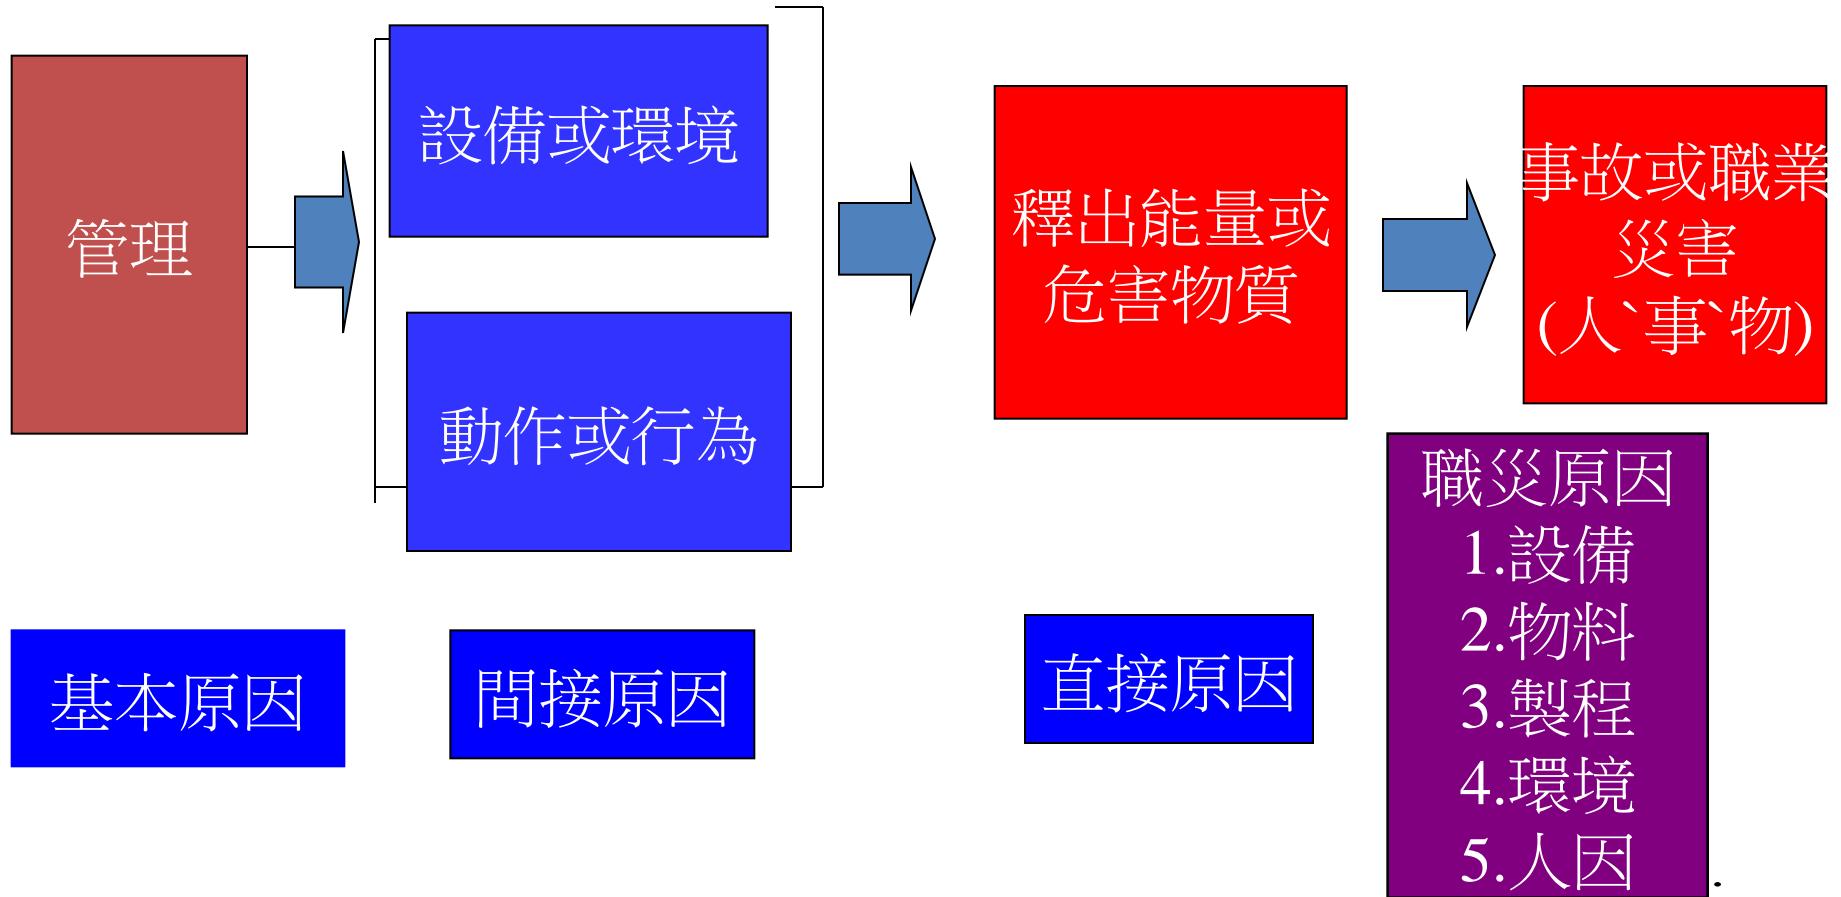 管理
設備或環境
動作或行為
釋出能量或
危害物質
事故或職業
災害
(人`事`物)
基本原因
間接原因
直接原因
職災原因
1.設備
2.物料
3.製程
4.環境
5.人因
.